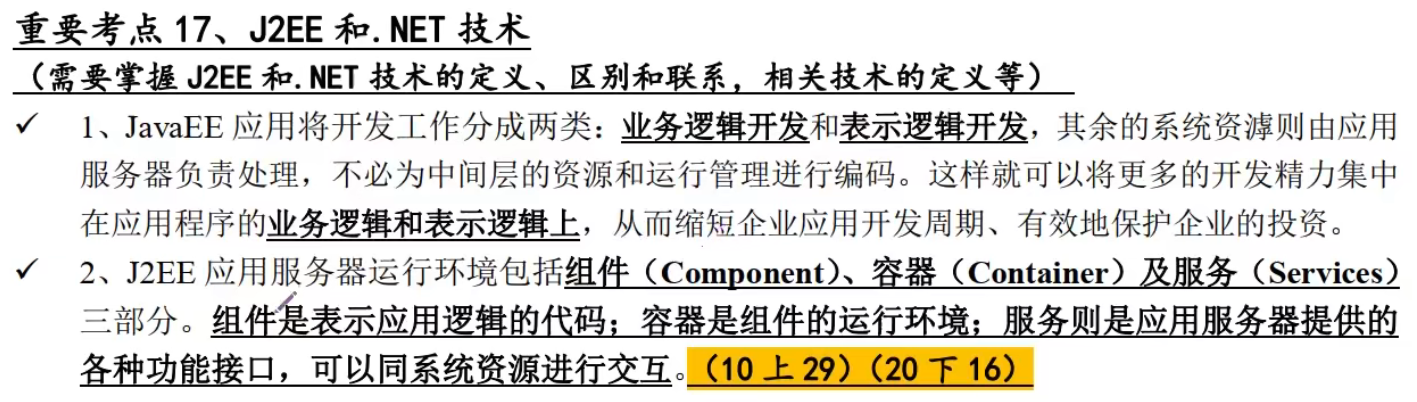 重要考点 17、J2EE 和.NET 技术
（需要掌握 J2EE 和.NET 技术的定义、区别和联系，相关技术的定义等）
✓ 1、JavaEE 应用将开发工作分成两类：业务逻辑开发和表示逻辑开发，其余的系统资源则由应用
服务器负责处理，不必为中间层的资源和运行管理进行编码。这样就可以将更多的开发精力集中
在应用程序的业务逻辑和表示逻辑上，从而缩短企业应用开发周期、有效地保护企业的投资。
✓ 2、J2EE 应用服务器运行环境包括组件（Component）、容器（Container）及服务（Services）
三部分。组件是表示应用逻辑的代码；容器是组件的运行环境；服务则是应用服务器提供的
各种功能接口，可以同系统资源进行交互。（10 上 29）（20 下 16）